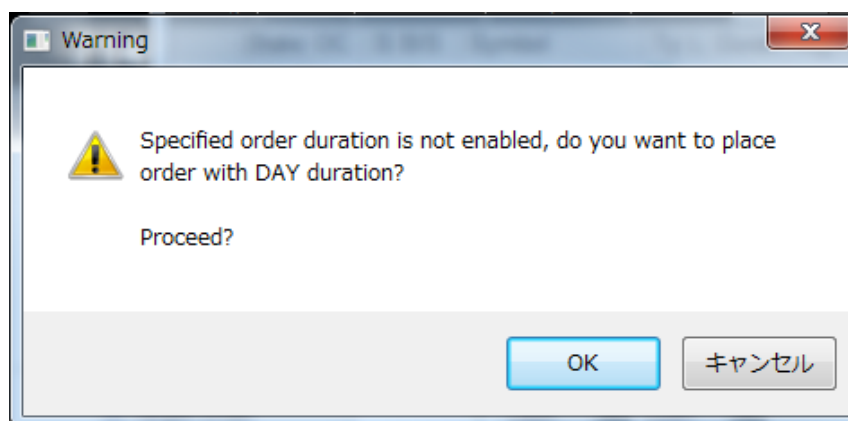 Warning
Specified order duration is not enabled, do you want to place
order with DAY duration?
Proceed?
OK
キャンセル